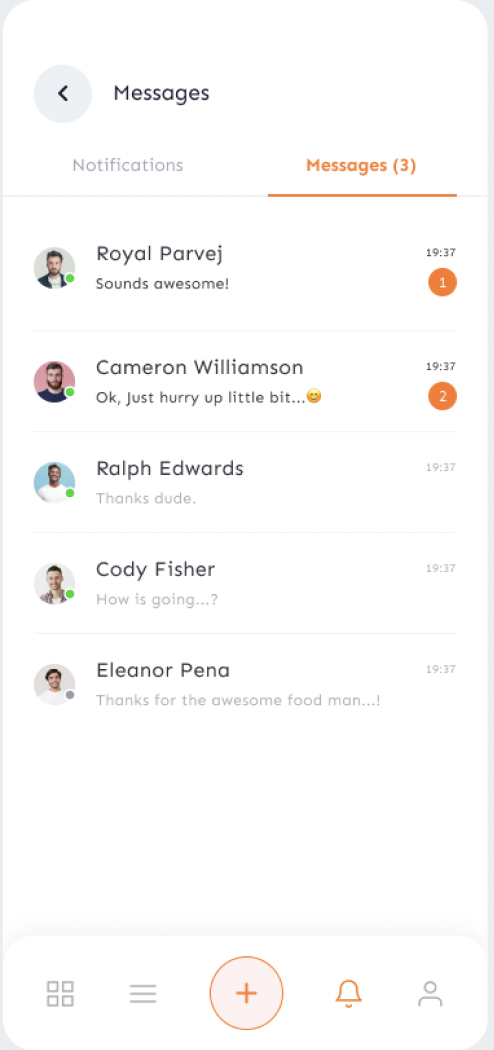 Messages
Notifications
Messages (3)
Royal Parvej
19:37
Sounds awesome!
1
Cameron Williamson
19:37
Ok, Just hurry up little bit...😊
2
Ralph Edwards
19:37
Thanks dude.
Cody Fisher
19:37
How is going...?
Eleanor Pena
19:37
Thanks for the awesome food man...!